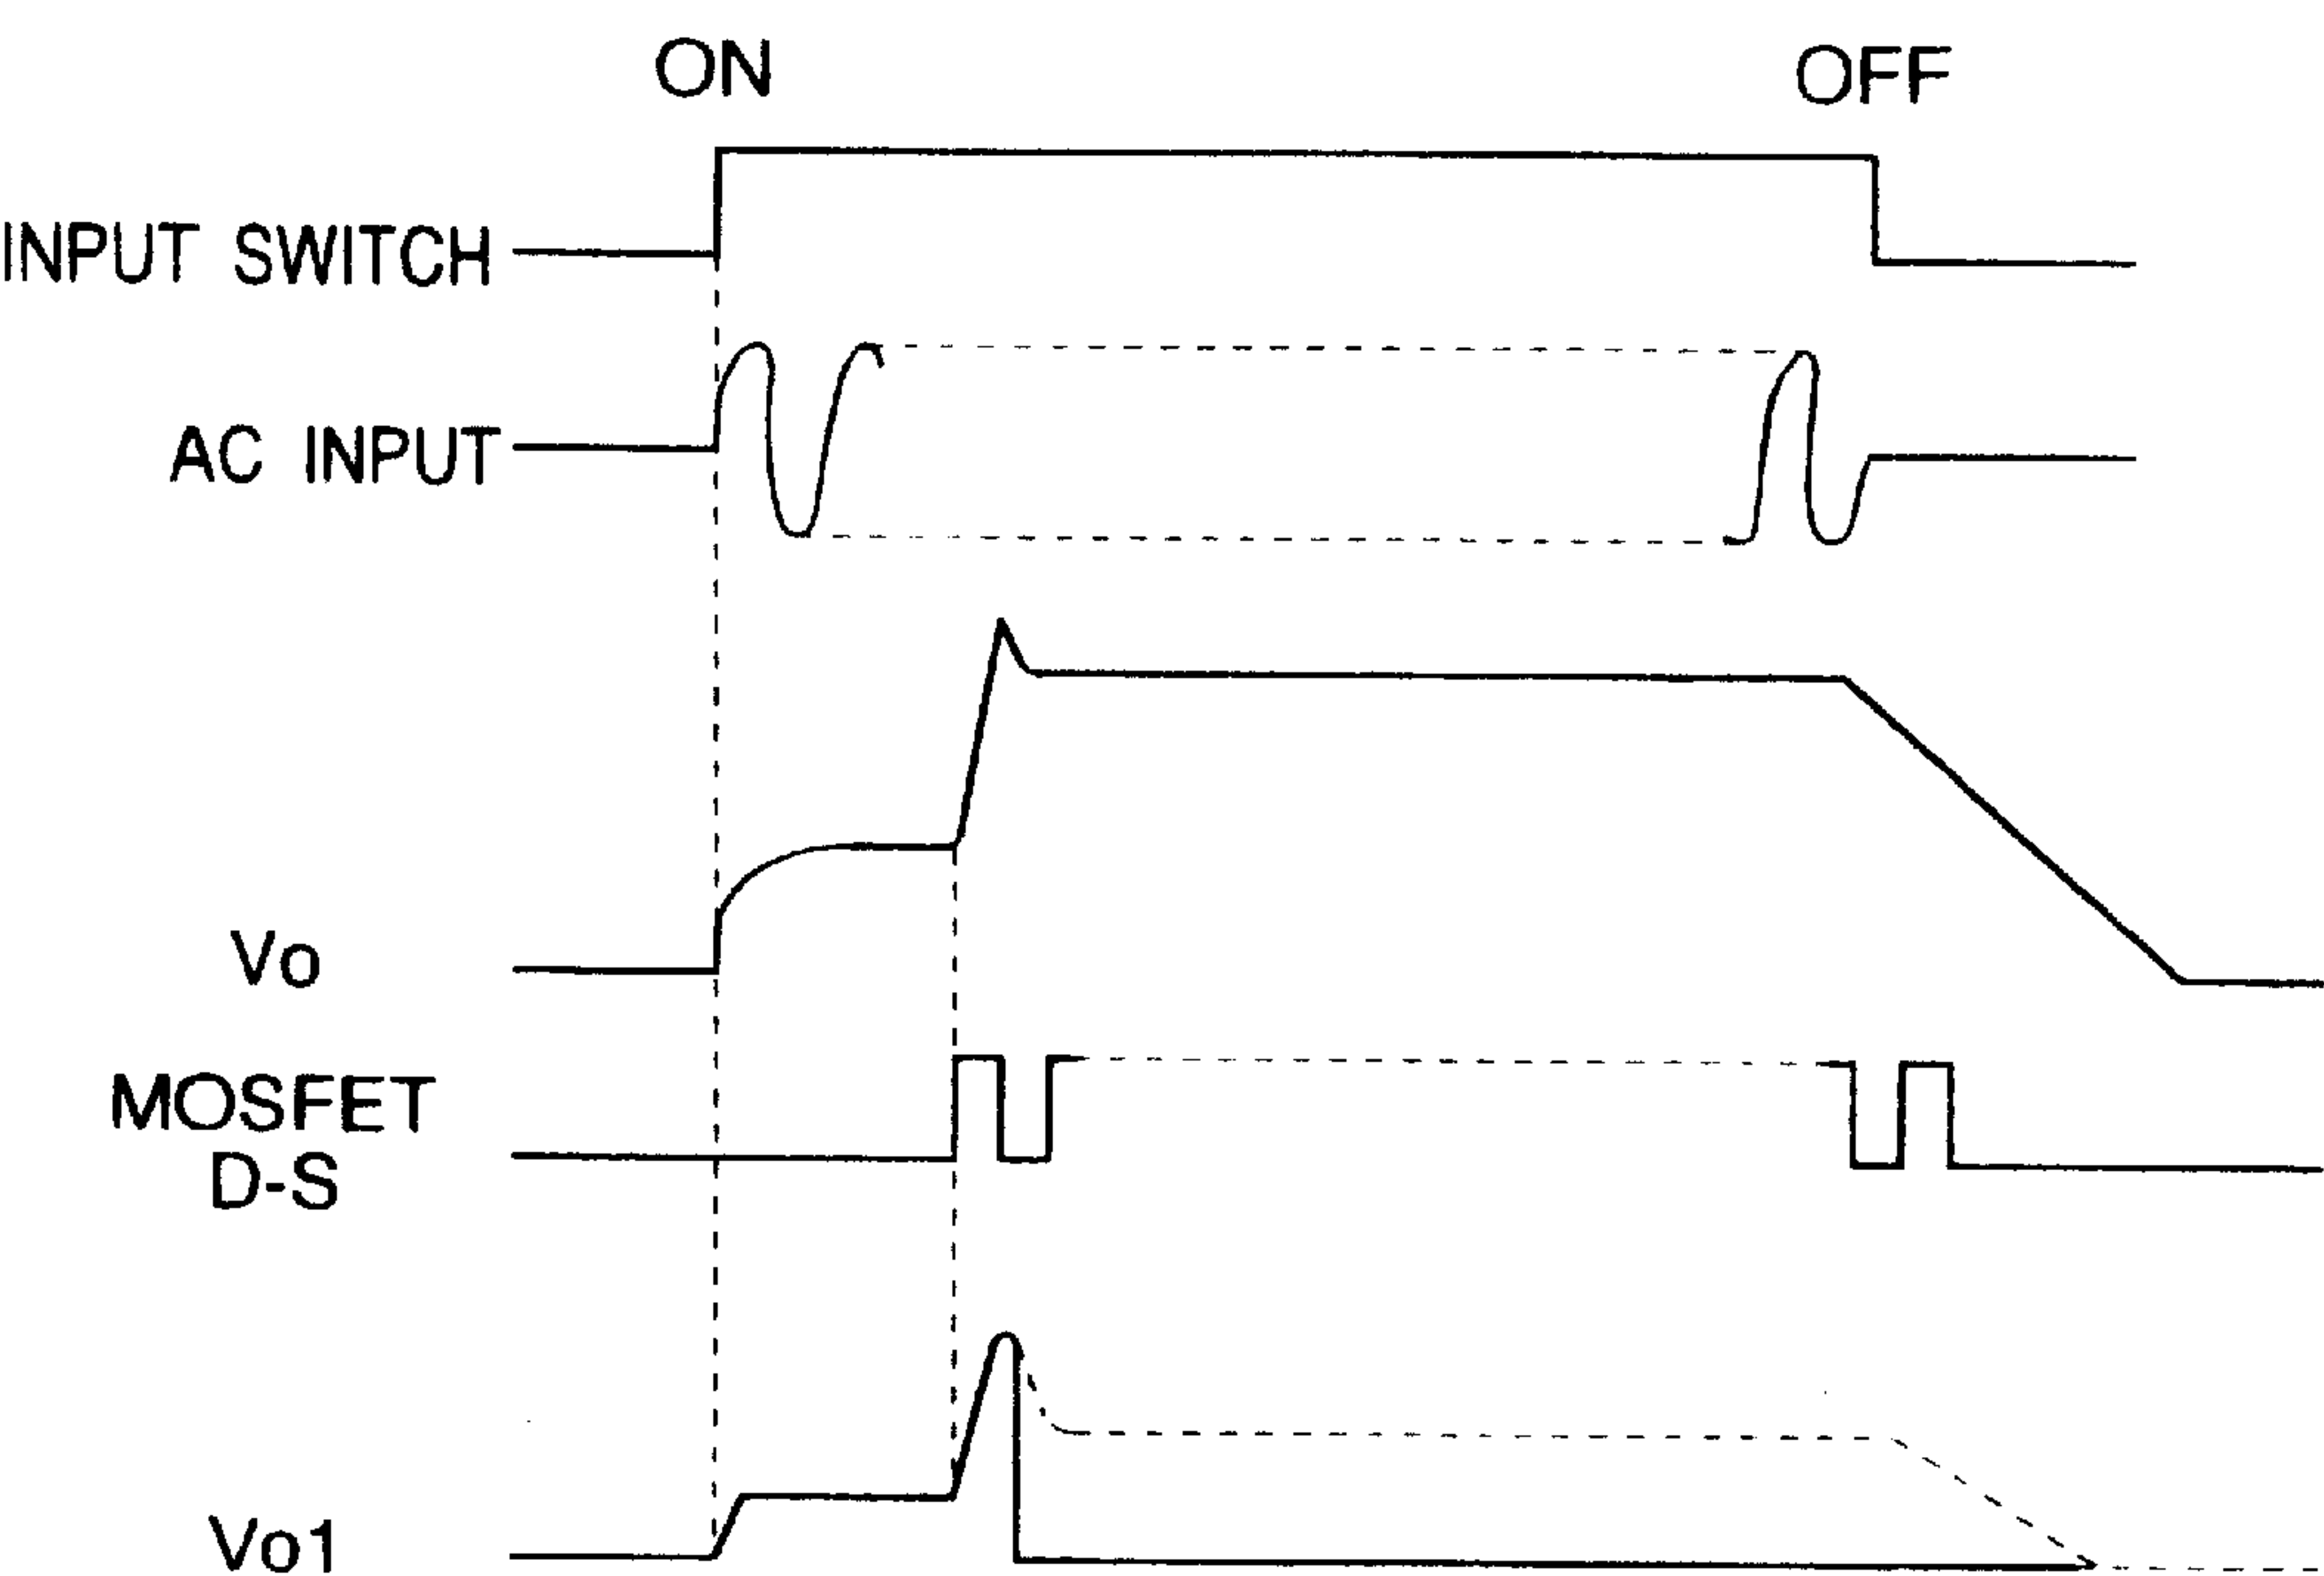 ON
OFF
INPUT SWITCH
AC INPUT
Vo
MOSFET
D-S
Vo1